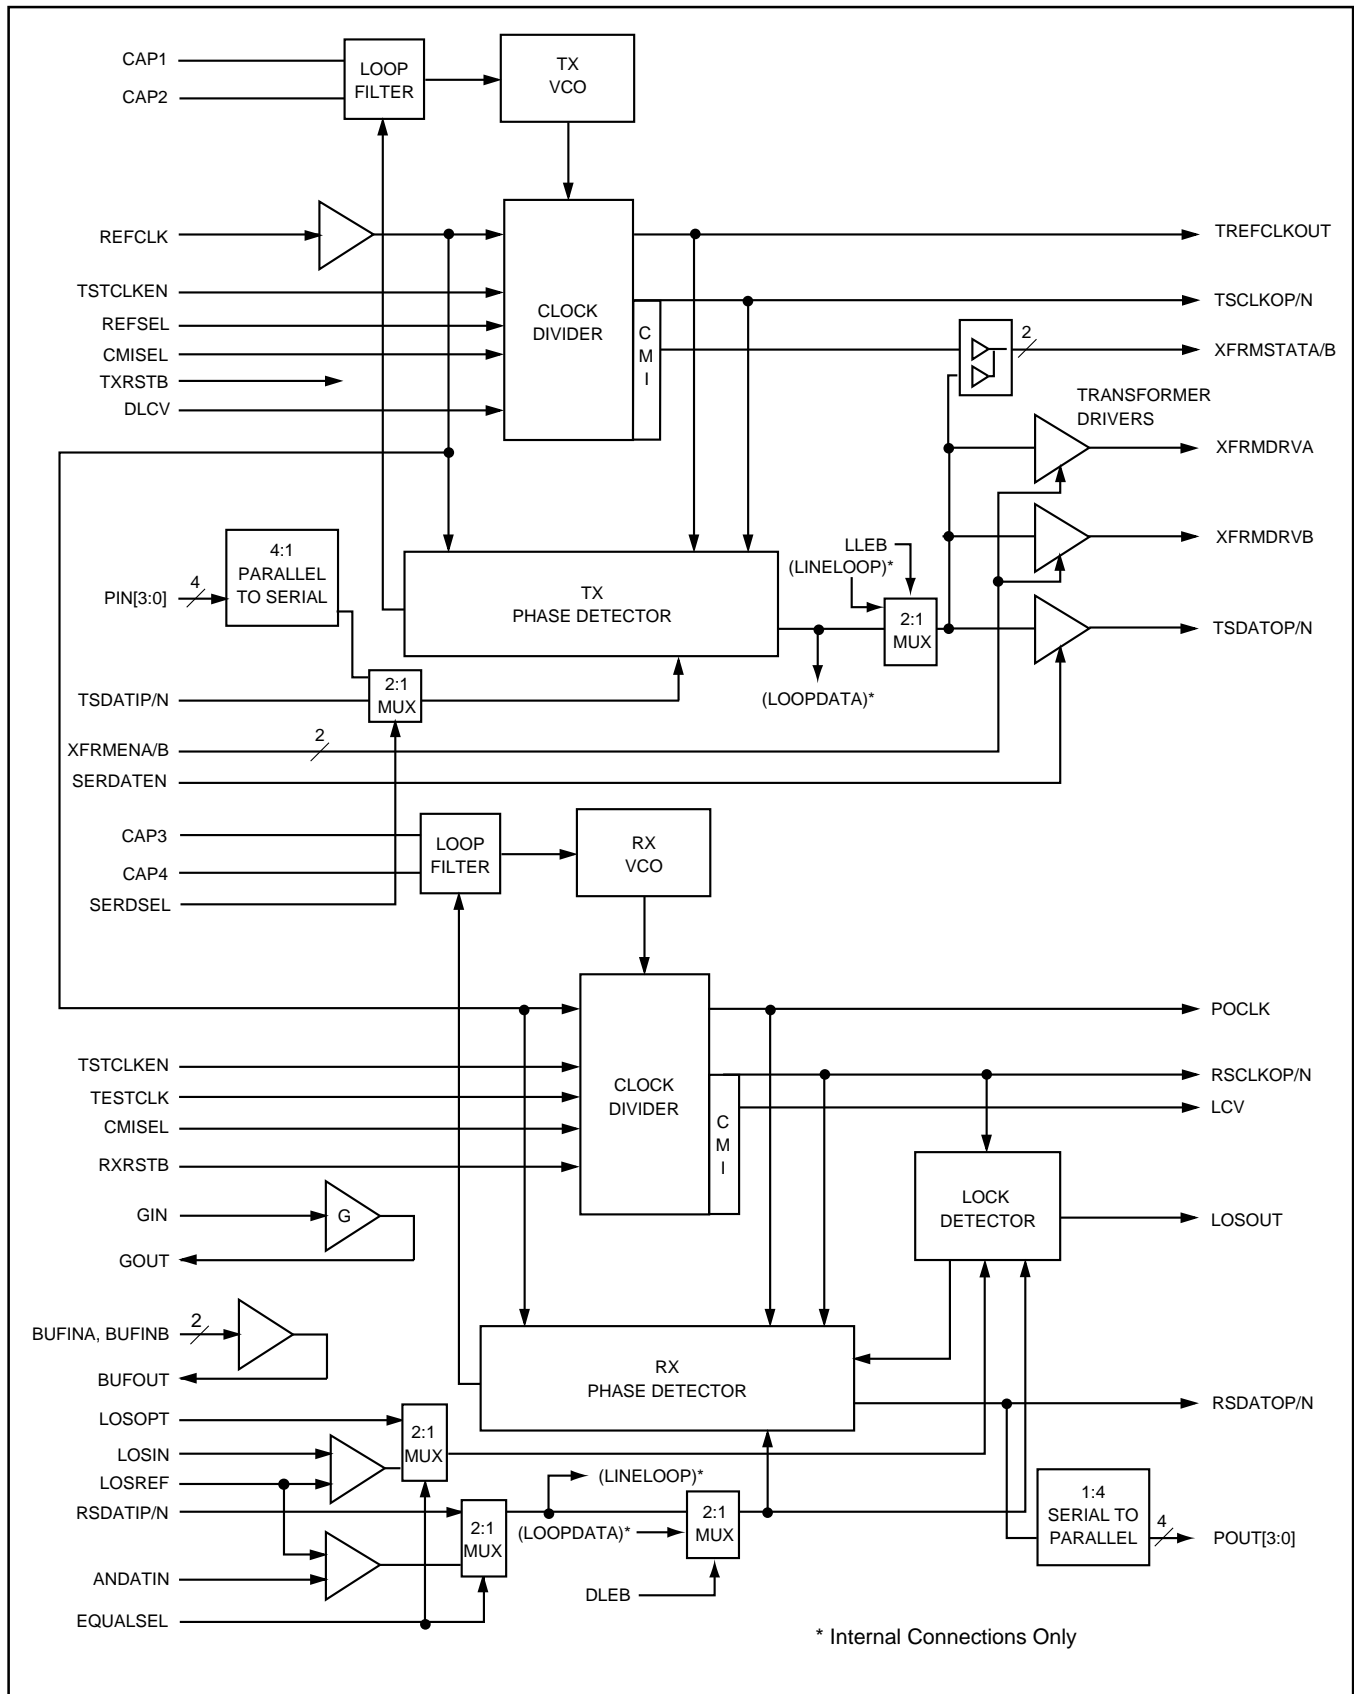 CAP1
CAP2
LOOP
FILTER
TX
VCO
REFCLK
TREFCLKOUT
TSTCLKEN
REFSEL
CMISEL
TXRSTB
DLCV
CLOCK
DIVIDER
C
M
I
TSCLKOP/N
2
XFRMSTATA/B
TRANSFORMER
DRIVERS
XFRMDRVA
XFRMDRVB
TSDATOP/N
PIN[3:0]
4
4:1
PARALLEL
TO SERIAL
TX
PHASE DETECTOR
LLEB
(LINELOOP)*
2:1
MUX
(LOOPDATA)*
TSDATIP/N
2:1
MUX
XFRMENA/B
2
SERDATEN
CAP3
CAP4
SERDSEL
LOOP
FILTER
RX
VCO
POCLK
TSTCLKEN
TESTCLK
CMISEL
RXRSTB
CLOCK
DIVIDER
C
M
I
RSCLKOP/N
LCV
LOCK
DETECTOR
LOSOUT
GIN
G
GOUT
BUFINA, BUFINB
2
BUFOUT
RX
PHASE DETECTOR
RSDATOP/N
LOSOPT
LOSIN
LOSREF
2:1
MUX
RSDATIP/N
2:1
MUX
(LINELOOP)*
(LOOPDATA)*
2:1
MUX
DLEB
1:4
SERIAL TO
PARALLEL
4
POUT[3:0]
ANDATIN
EQUALSEL
* Internal Connections Only